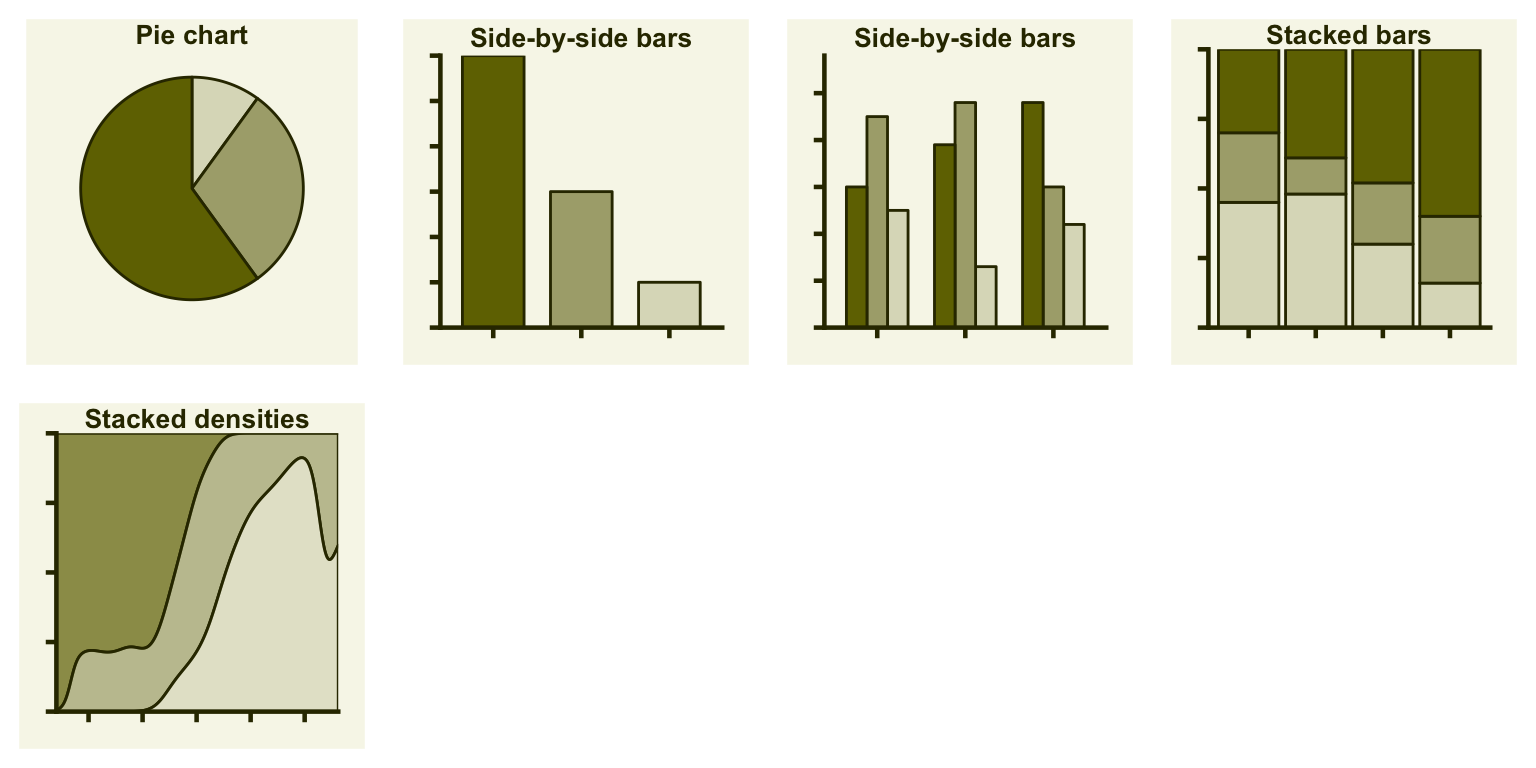 Pie chart
Side-by-side bars
Side-by-side bars
Stacked bars
Stacked densities